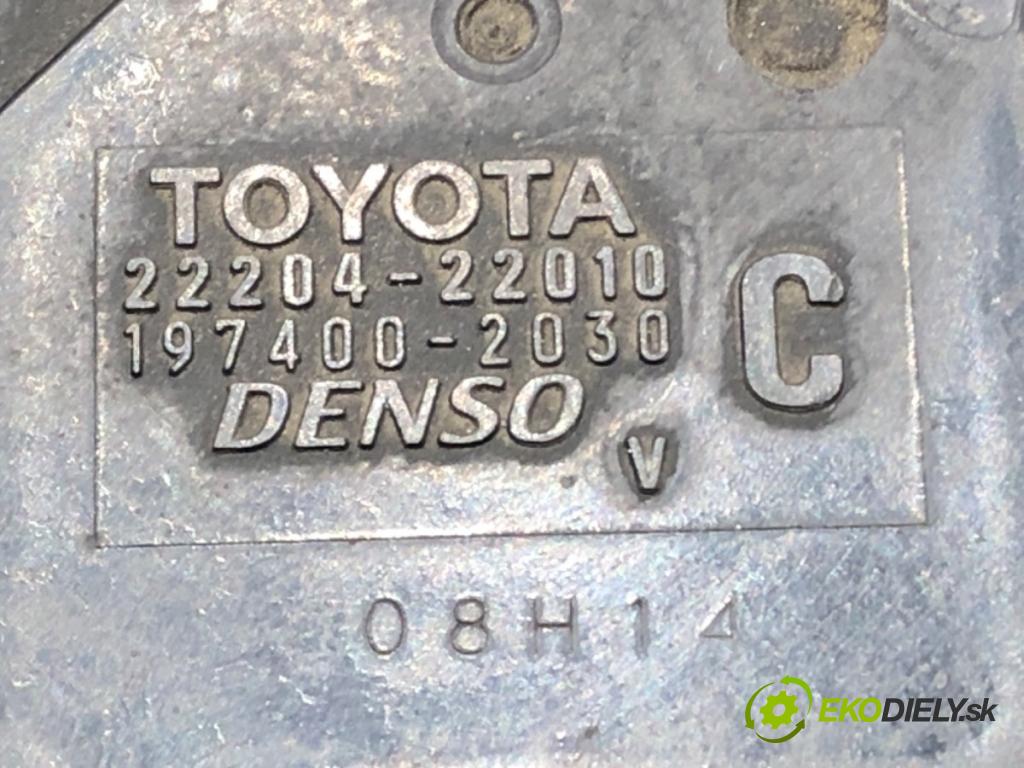 TOYOTA
22204-22010
197400-2030
C
DENSO
V
08H14
EKODIELY.sk